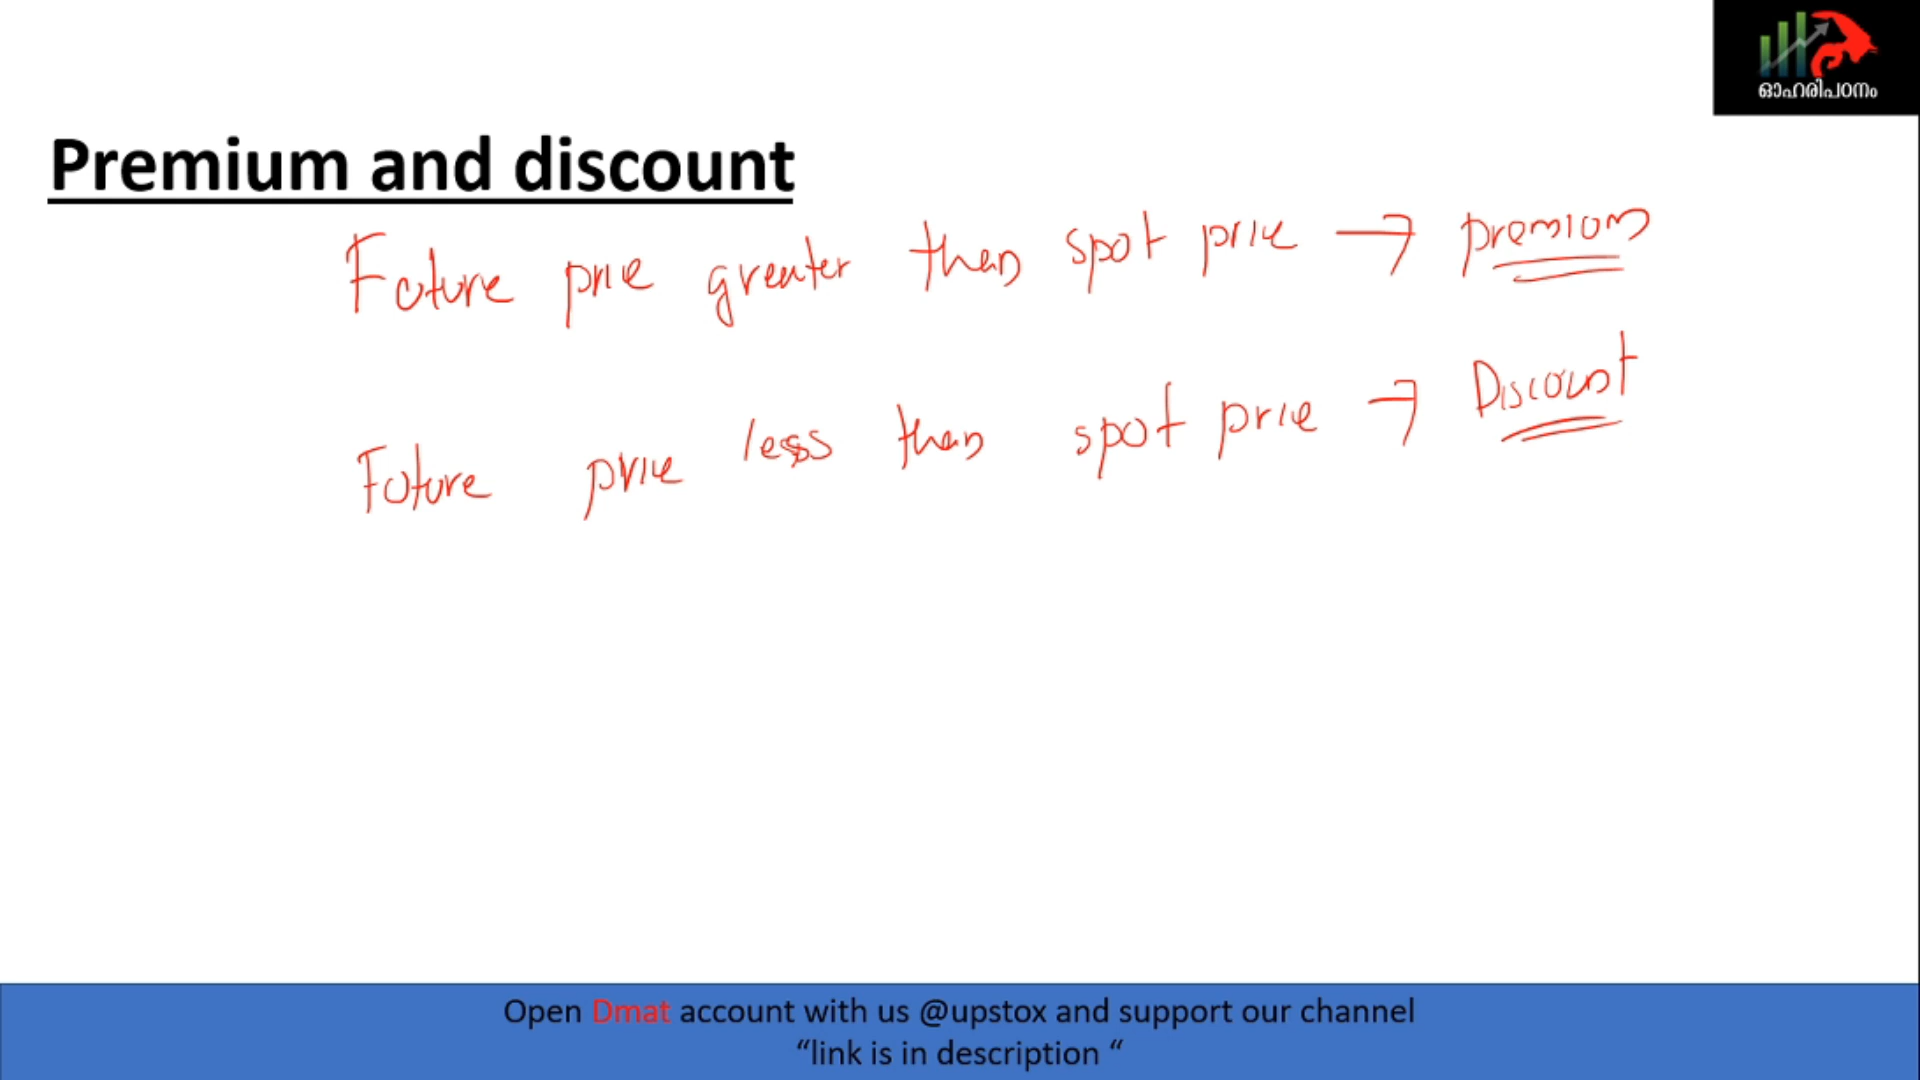 ഓഹരിപഠനം
Premium and discount
Future price greater than spot price → premium
Future price less than spot price → Discount
Open Dmat account with us @upstox and support our channel
“link is in description “